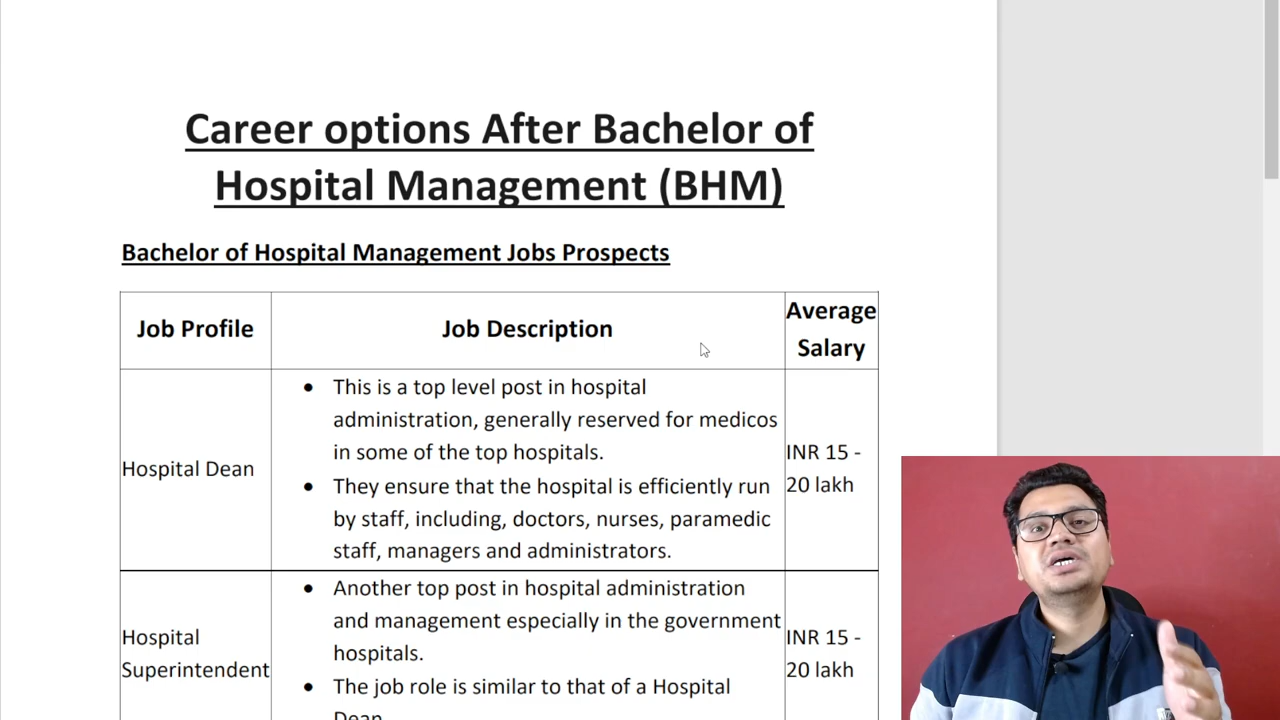 Career options After Bachelor of
Hospital Management (BHM)
Bachelor of Hospital Management Jobs Prospects
Job Profile
Job Description
Average
Salary
Hospital Dean
• This is a top level post in hospital
administration, generally reserved for medicos
in some of the top hospitals.
• They ensure that the hospital is efficiently run
by staff, including, doctors, nurses, paramedic
staff, managers and administrators.
INR 15 -
20 lakh
Hospital
Superintendent
• Another top post in hospital administration
and management especially in the government
hospitals.
• The job role is similar to that of a Hospital
Dean
INR 15 -
20 lakh